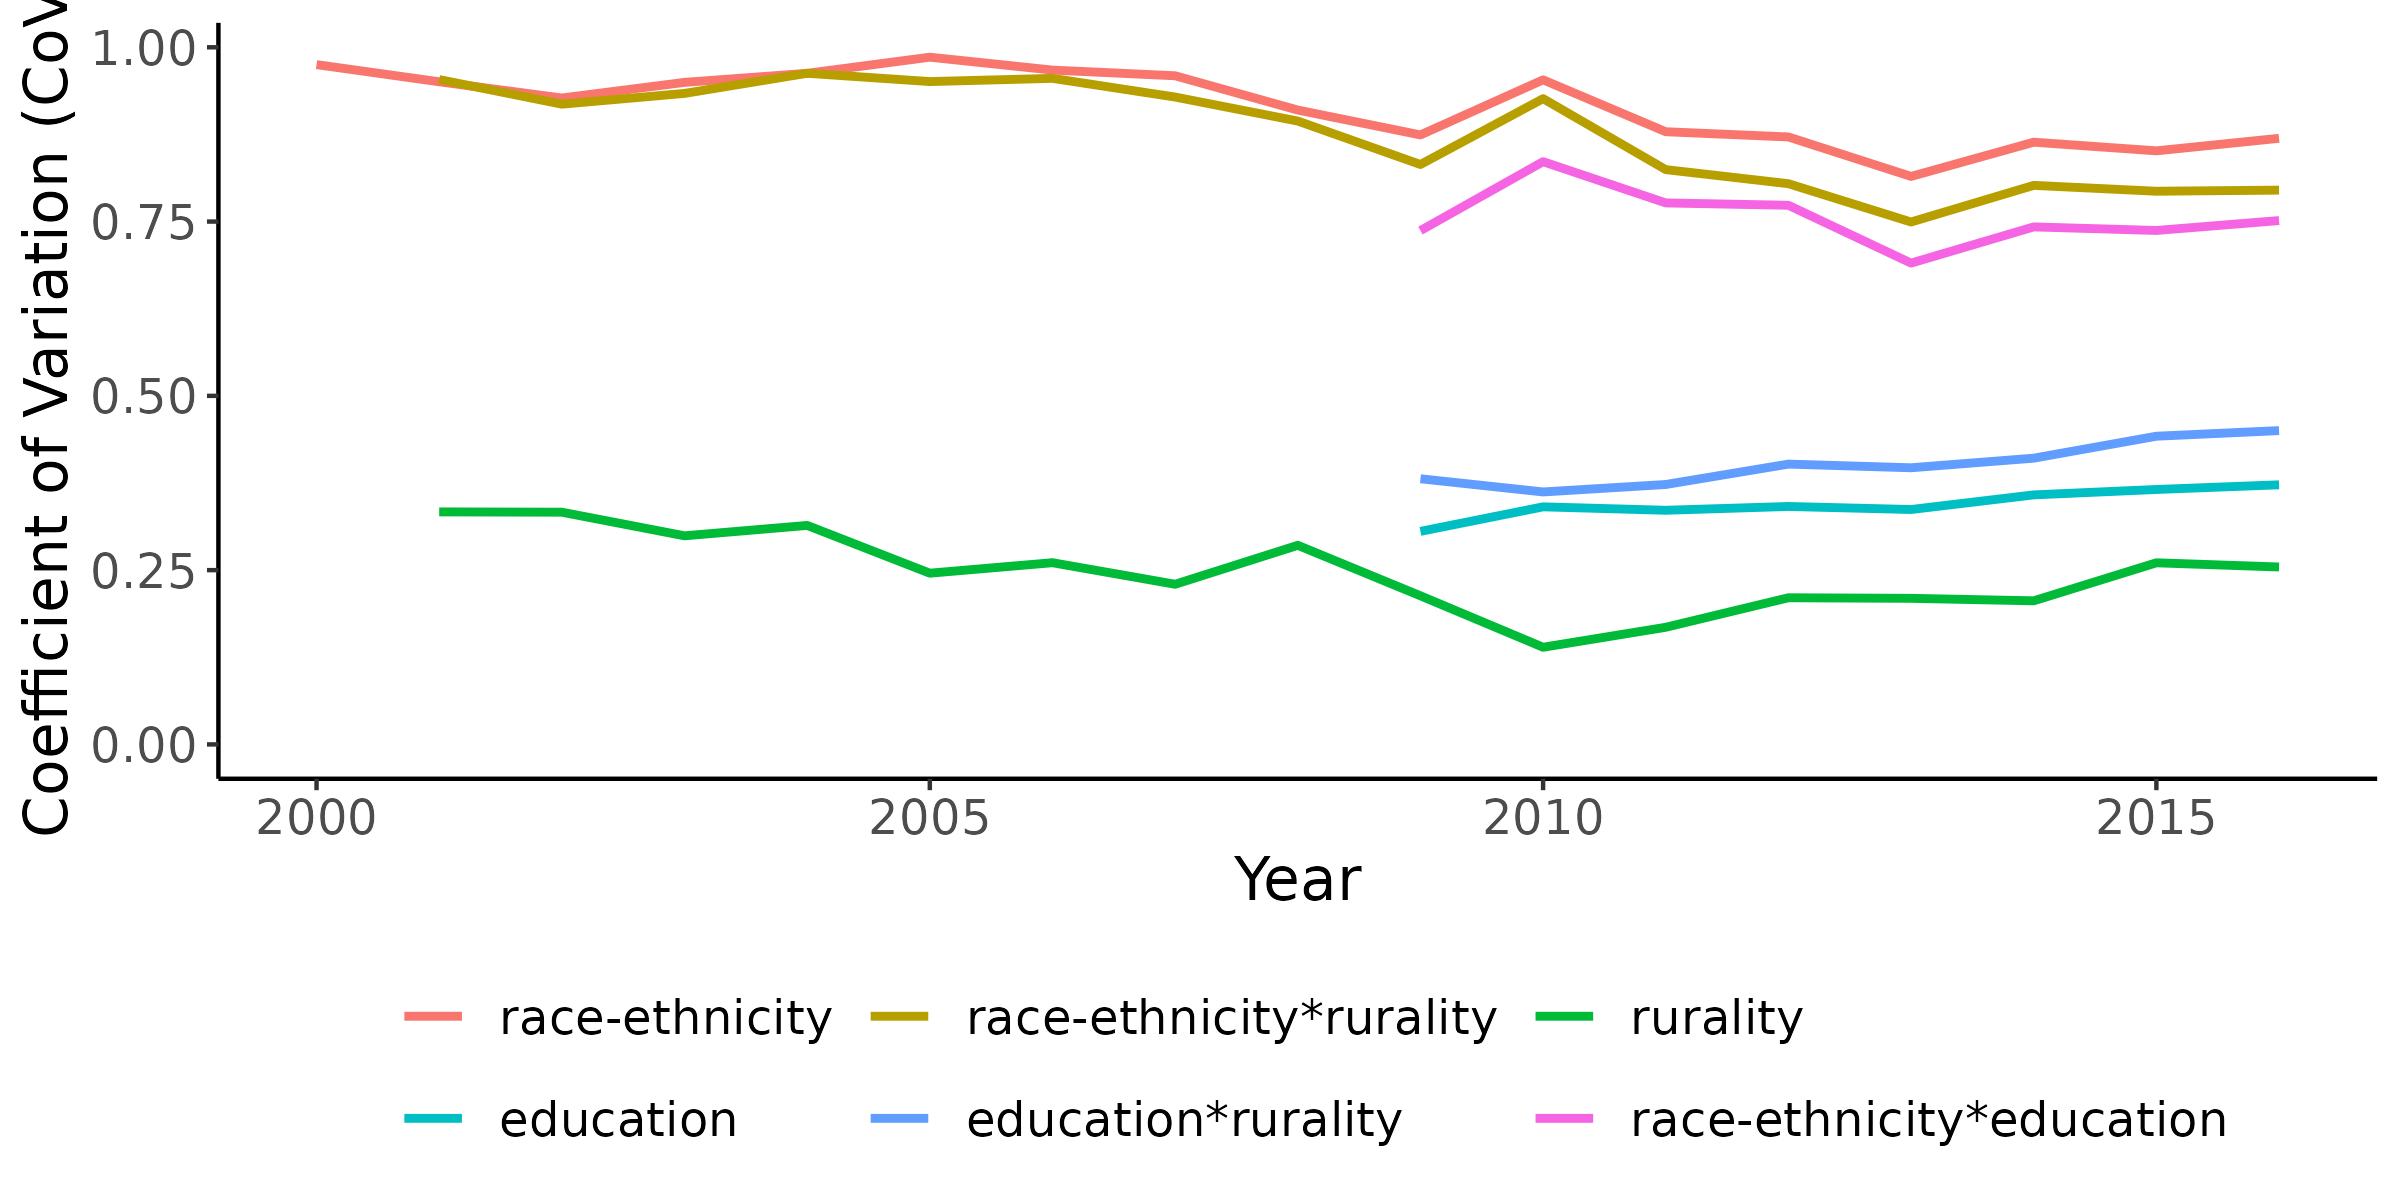 Coefficient of Variation (CoV
1.00
0.75
0.50
0.25
0.00
2000 2005 2010 2015
Year
race-ethnicity race-ethnicity*rurality rurality
education education*rurality race-ethnicity*education